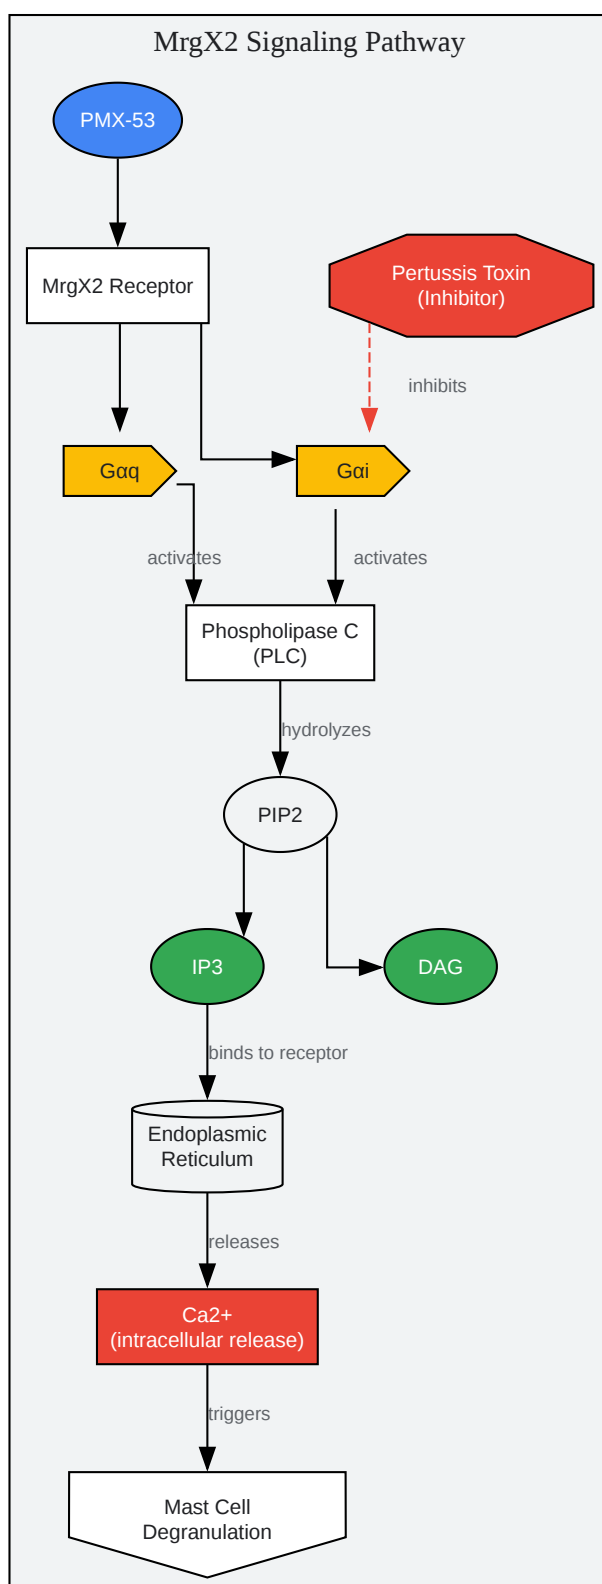 MrgX2 Signaling Pathway
PMX-53
MrgX2 Receptor
Pertussis Toxin
(Inhibitor)
inhibits
Gαq
Gαi
activates
activates
Phospholipase C
(PLC)
hydrolyzes
PIP2
IP3
DAG
binds to receptor
Endoplasmic
Reticulum
releases
Ca2+
(intracellular release)
triggers
Mast Cell
Degranulation